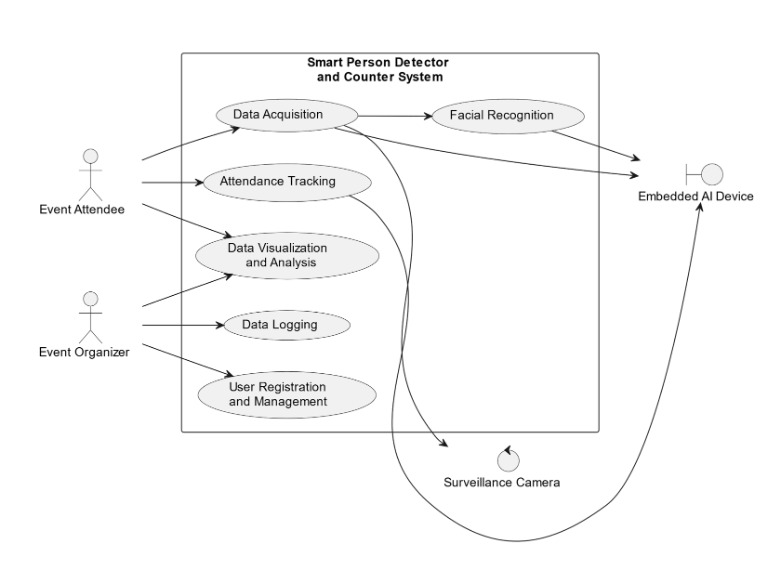 Smart Person Detector
and Counter System
Data Acquisition
Facial Recognition
Event Attendee
Attendance Tracking
Embedded AI Device
Data Visualization
and Analysis
Event Organizer
Data Logging
User Registration
and Management
Surveillance Camera